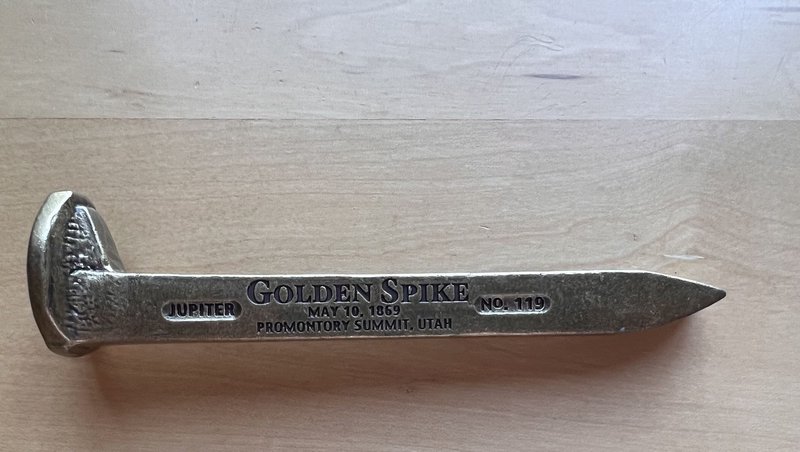 JUPITER
GOLDEN SPIKE
MAY 10, 1869
PROMONTORY SUMMIT, UTAH
NO. 119